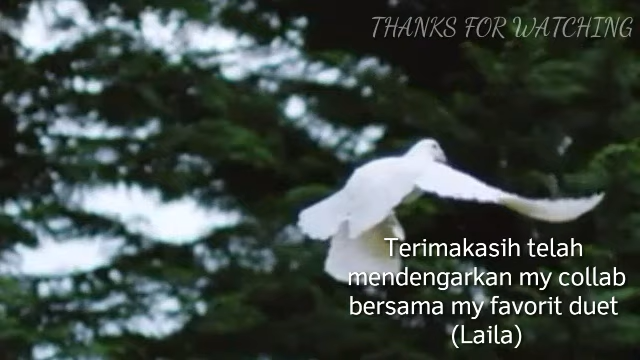 THANKS FOR WATCHING
Terimakasih telah
mendengarkan my collab
bersama my favorit duet
(Laila)